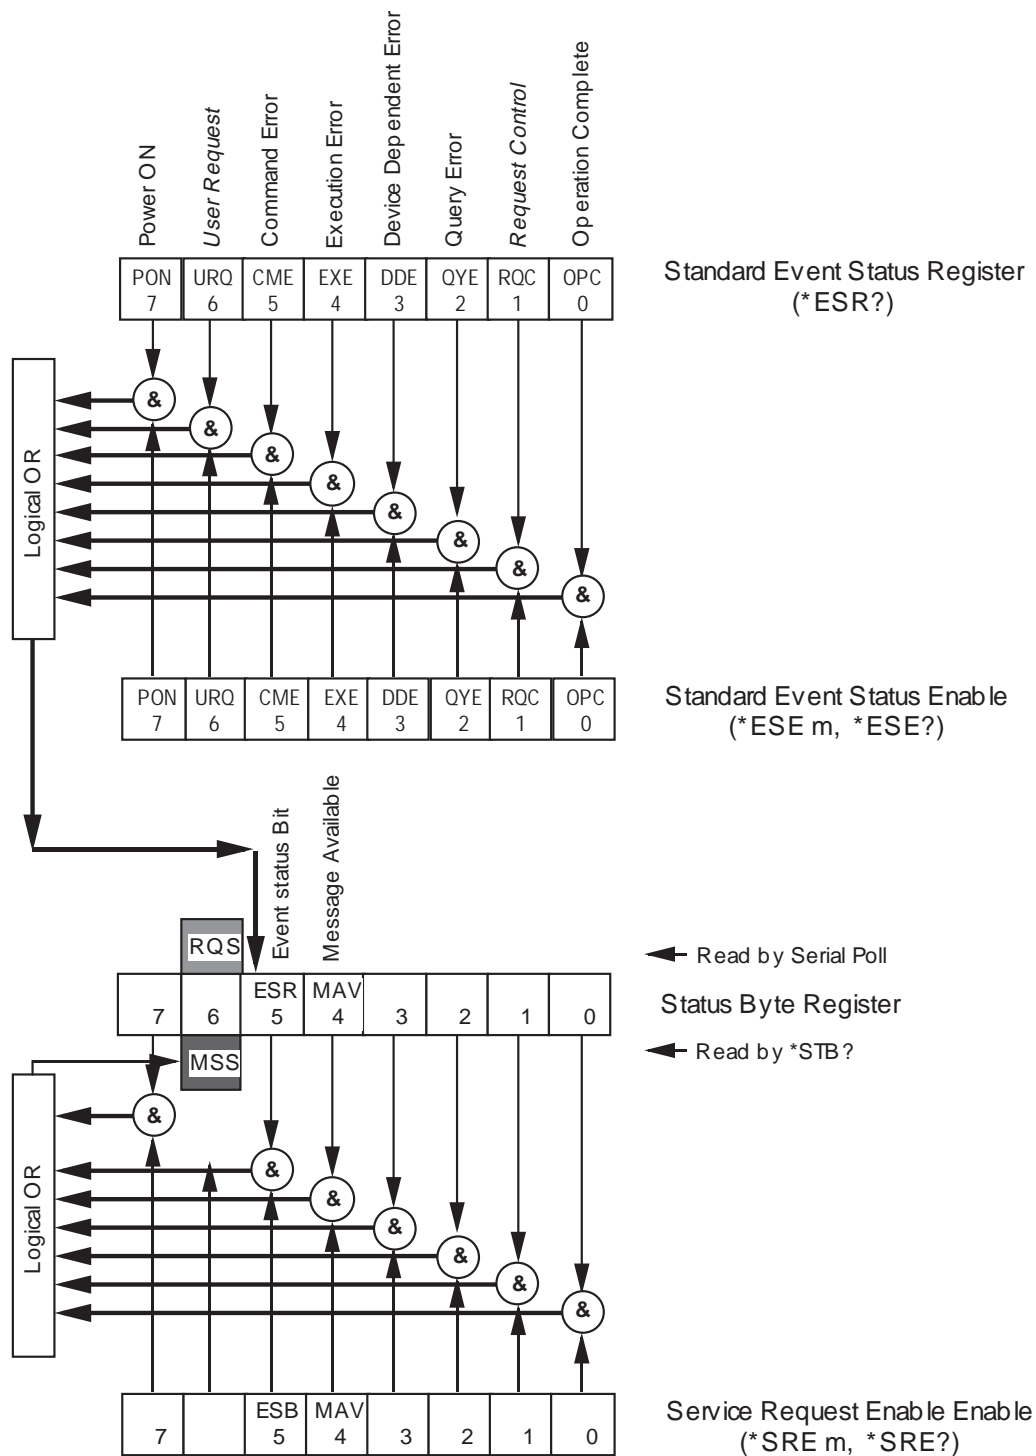 Power ON
User Request
Command Error
Execution Error
Device Dependent Error
Query Error
Request Control
Operation Complete
PON URQ CME EXE DDE QYE RQC OPC
7 6 5 4 3 2 1 0
Standard Event Status Register
(*ESR?)
&
&
&
&
&
&
&
&
Logical OR
PON URQ CME EXE DDE QYE RQC OPC
7 6 5 4 3 2 1 0
Standard Event Status Enable
(*ESE m, *ESE?)
Event status Bit
Message Available
RQS
Read by Serial Poll
ESR MAV
7 6 5 4 3 2 1 0
Status Byte Register
MSS
Read by *STB?
&
&
&
&
&
&
&
Logical OR
ESB MAV
7 5 4 3 2 1 0
Service Request Enable Enable
(*SRE m, *SRE?)